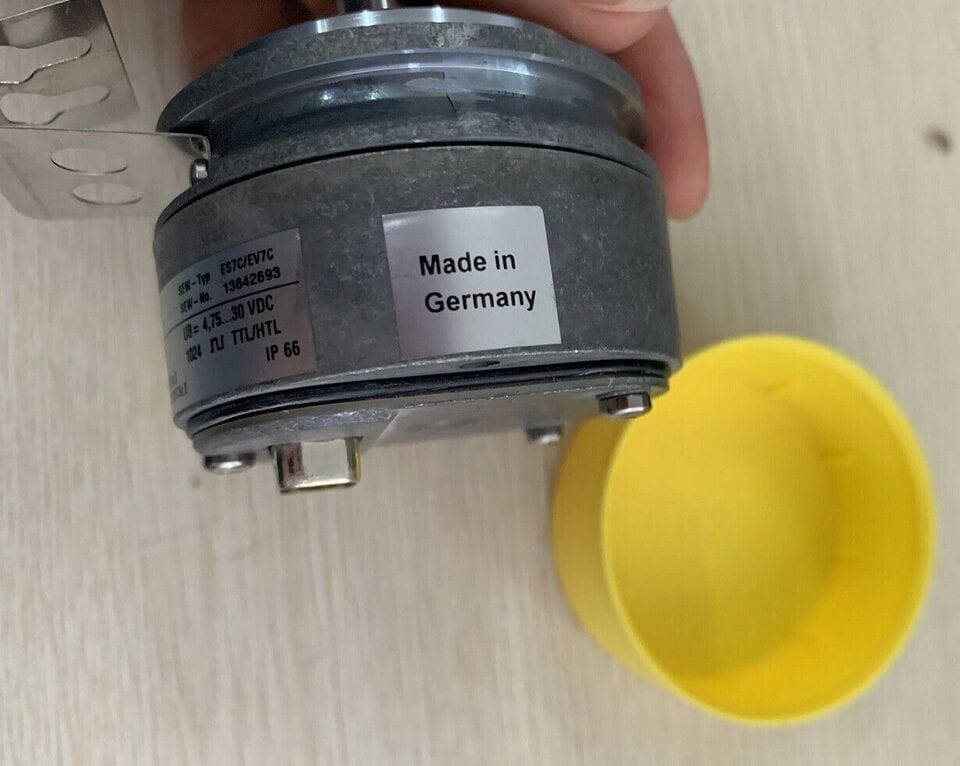 SEW-Typ ES7C/EV7C
SEW-No. 13642693
UB= 4,75...30 VDC
1024 TTL/HTL
IP 66
Made in
Germany